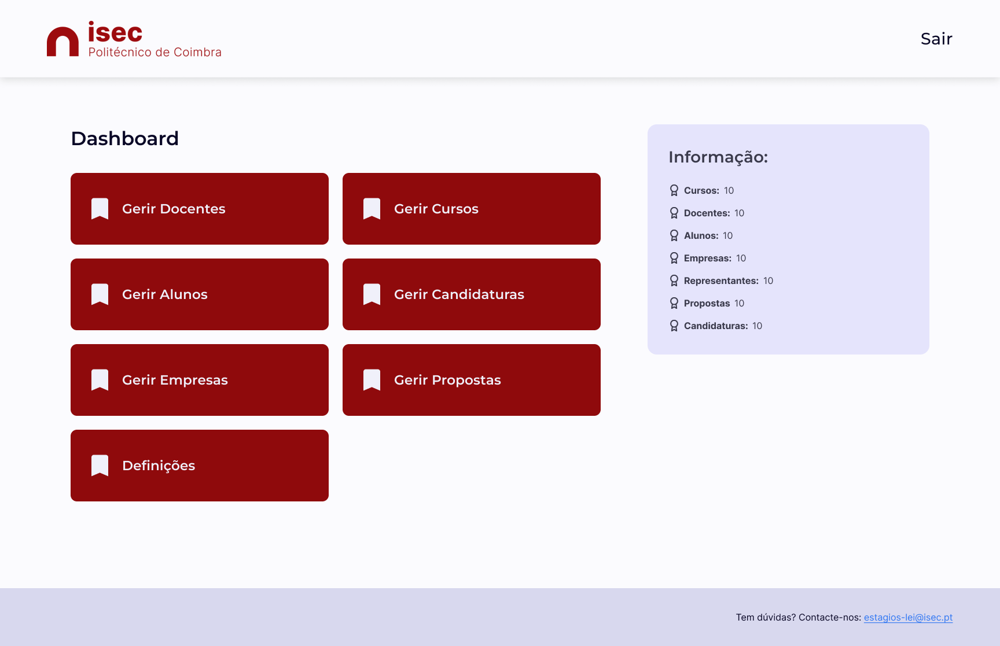 isec
Politécnico de Coimbra
Sair
Dashboard
Gerir Docentes
Gerir Cursos
Gerir Alunos
Gerir Candidaturas
Gerir Empresas
Gerir Propostas
Definições
Informação:
Cursos: 10
Docentes: 10
Alunos: 10
Empresas: 10
Representantes: 10
Propostas 10
Candidaturas: 10
Tem dúvidas? Contacte-nos: estagios-lei@isec.pt